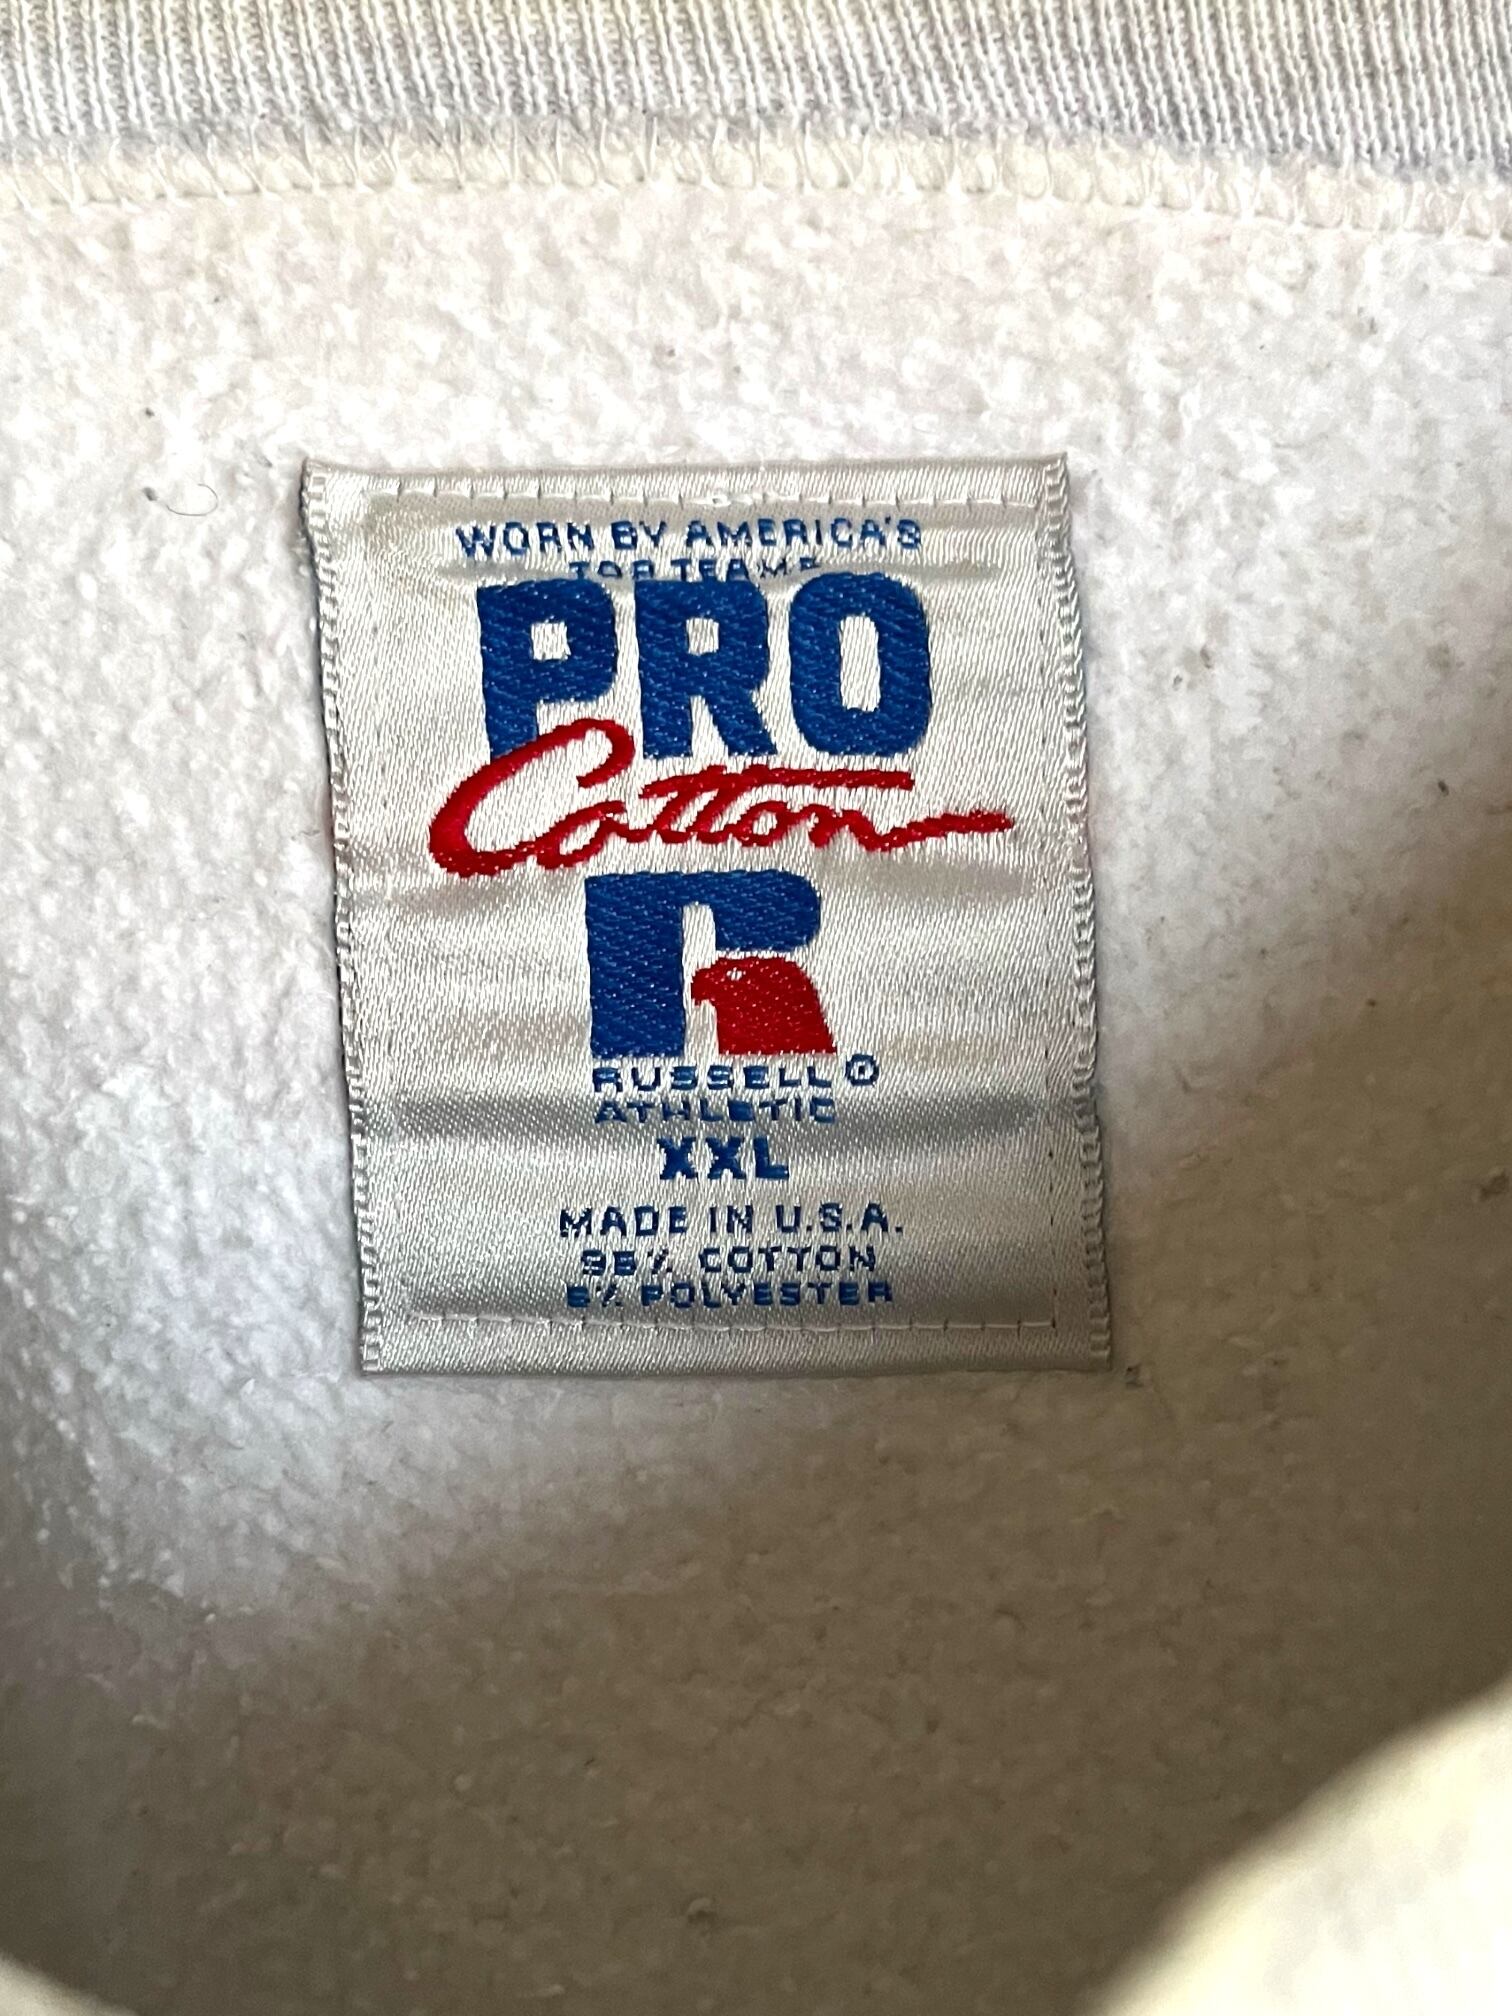 WORN BY AMERICA'S
TOP TEAMS
PRO
Cotton
RUSSELL®
ATHLETIC
XXL
MADE IN U.S.A.
95% COTTON
5% POLYESTER